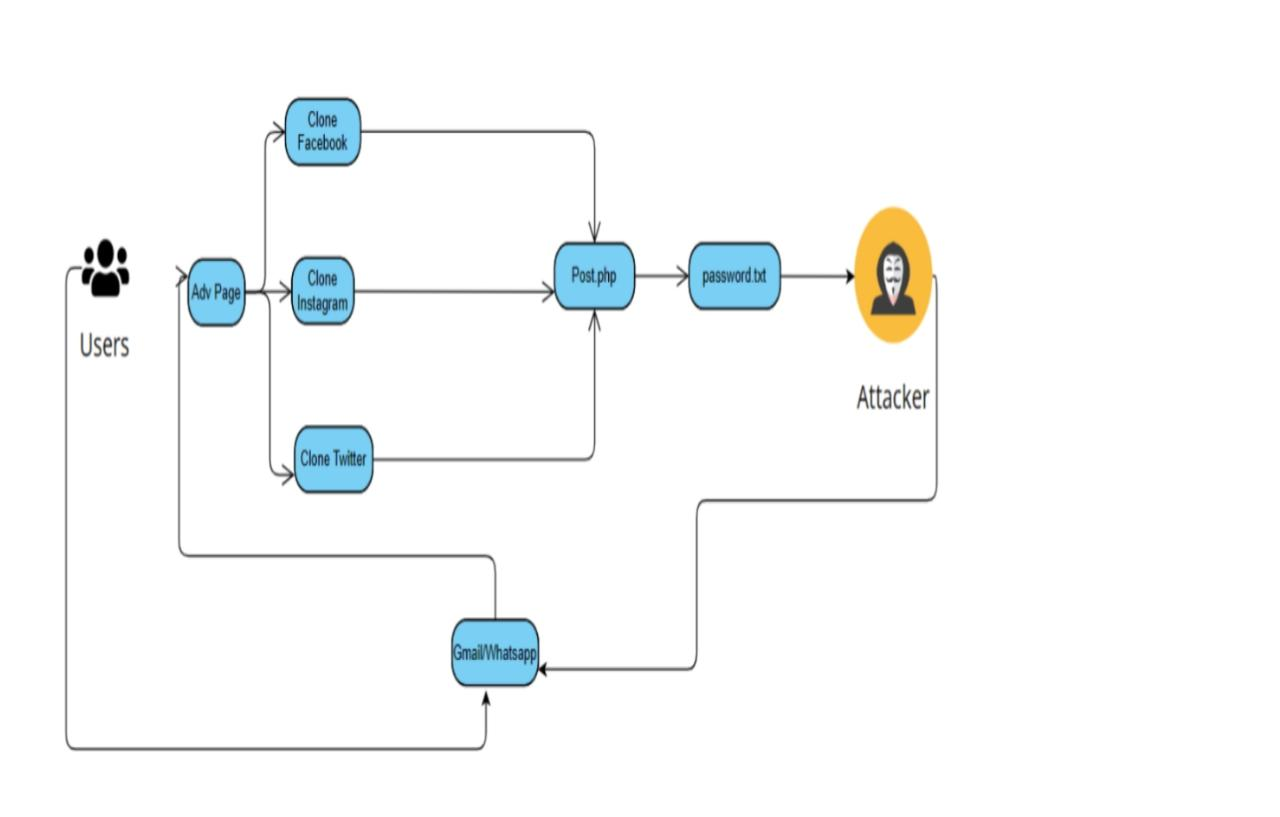 Clone
Facebook
Users
Adv Page
Clone
Instagram
Post.php
password.txt
Attacker
Clone Twitter
Gmail/Whatsapp